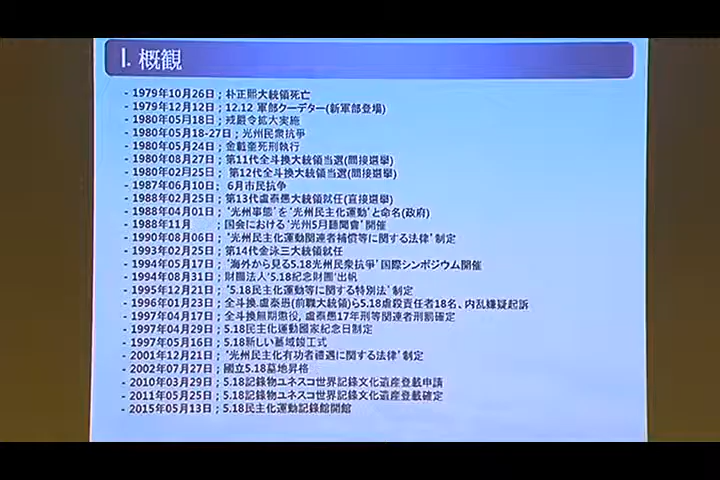 I. 概観
- 1979年10月26日 ; 朴正熙大統領死亡
- 1979年12月12日 ; 12.12 軍部クーデター(新軍部登場)
- 1980年05月18日 ; 戒厳令拡大実施
- 1980年05月18-27日 ; 光州民衆抗爭
- 1980年05月24日 ; 金載奎死刑執行
- 1980年08月27日 ; 第11代全斗換大統領当選(間接選挙)
- 1980年02月25日 ; 第12代全斗換大統領当選(間接選挙)
- 1987年06月10日 ; 6月市民抗争
- 1988年02月25日 ; 第13代盧泰愚大統領就任(直接選挙)
- 1988年04月01日 ; '光州事態'を'光州民主化運動'と命名(政府)
- 1988年11月 ; 国会における'光州5月聽聞會'開催
- 1990年08月06日 ; '光州民主化運動関連者補償等に関する法律'制定
- 1993年02月25日 ; 第14代金泳三大統領就任
- 1994年05月17日 ; '海外から見る5.18光州民衆抗爭'国際シンポジウム開催
- 1994年08月31日 ; 財團法人'5.18紀念財團'出帆
- 1995年12月21日 ; '5.18民主化運動等に関する特別法'制定
- 1996年01月23日 ; 全斗换.盧泰愚(前職大統領)ら5.18虐殺責任者18名、内乱嫌疑起訴
- 1997年04月17日 ; 全斗换無期懲役, 盧泰愚17年刑等関連者刑罰確定
- 1997年04月29日 ; 5.18民主化運動國家紀念日制定
- 1997年05月16日 ; 5.18新しい墓域竣工式
- 2001年12月21日 ; '光州民主化有功者禮遇に関する法律'制定
- 2002年07月27日 ; 國立5.18墓地昇格
- 2010年03月29日 ; 5.18記録物ユネスコ世界記録文化遺産登載申請
- 2011年05月25日 ; 5.18記録物ユネスコ世界記録文化遺産登載確定
- 2015年05月13日 ; 5.18民主化運動記録館開館